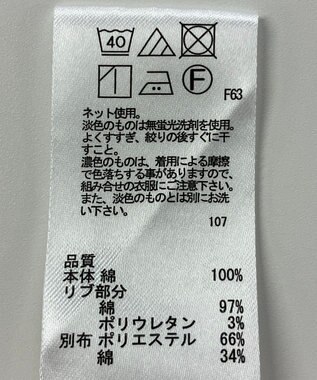 40
F
F63
ネット使用。
淡色のものは無蛍光洗剤を使用。
よくすすぎ、絞りの後すぐに干
すこと。
濃色のものは、着用による摩擦
で色落ちする事がありますので、
組み合せの衣服にご注意下さい。
また、淡色のものとは別にお洗
い下さい。
107
品質
本体 綿 100%
リブ部分
綿 97%
ポリウレタン 3%
別布 ポリエステル 66%
綿 34%